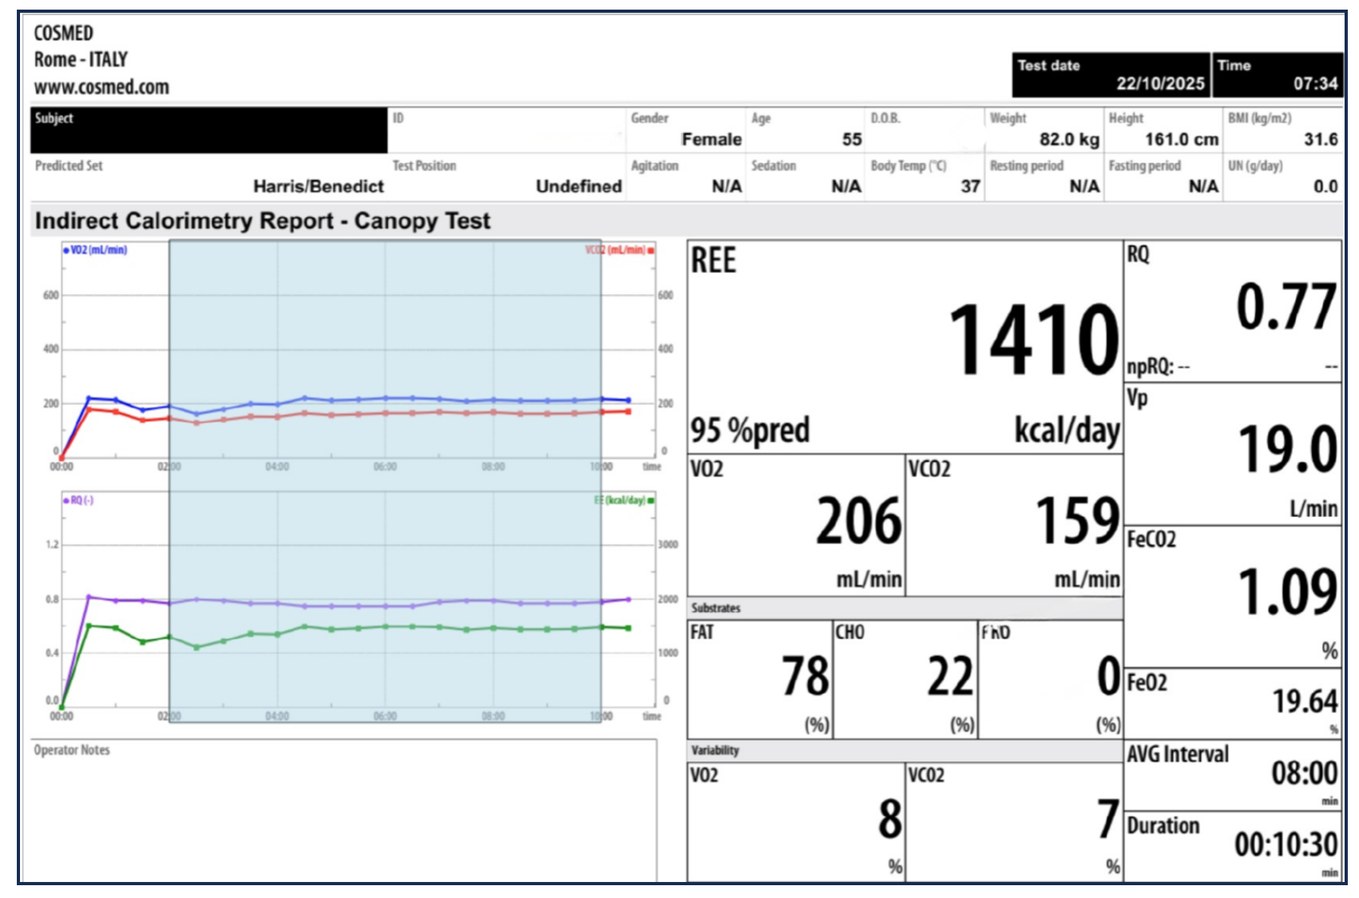 COSMED
Rome - ITALY
www.cosmed.com
Test date
22/10/2025
Time
07:34
Subject
ID
Gender
Female
Age
55
D.O.B.
Weight
82.0 kg
Height
161.0 cm
BMI (kg/m2)
31.6
Predicted Set
Harris/Benedict
Test Position
Undefined
Agitation
N/A
Sedation
N/A
Body Temp (°C)
37
Resting period
N/A
Fasting period
N/A
UN (g/day)
0.0
Indirect Calorimetry Report - Canopy Test
VO2 (mL/min)
VCO2 (mL/min)
600 600
400 400
200 200
0 0
00:00 02:00 04:00 06:00 08:00 10:00 time
RQ (-)
EE (kcal/day)
1.2 3000
0.8 2000
0.4 1000
0.0 0
00:00 02:00 04:00 06:00 08:00 10:00 time
Operator Notes
REE
1410
95 %pred kcal/day
VO2
206
mL/min
VCO2
159
mL/min
Substrates
FAT
78
(%)
CHO
22
(%)
0
(%)
Variability
VO2
8
%
VCO2
7
%
RQ
0.77
npRQ: -- --
Vp
19.0
L/min
FeCO2
1.09
%
FeO2
19.64
%
AVG Interval
08:00
min
Duration
00:10:30
min